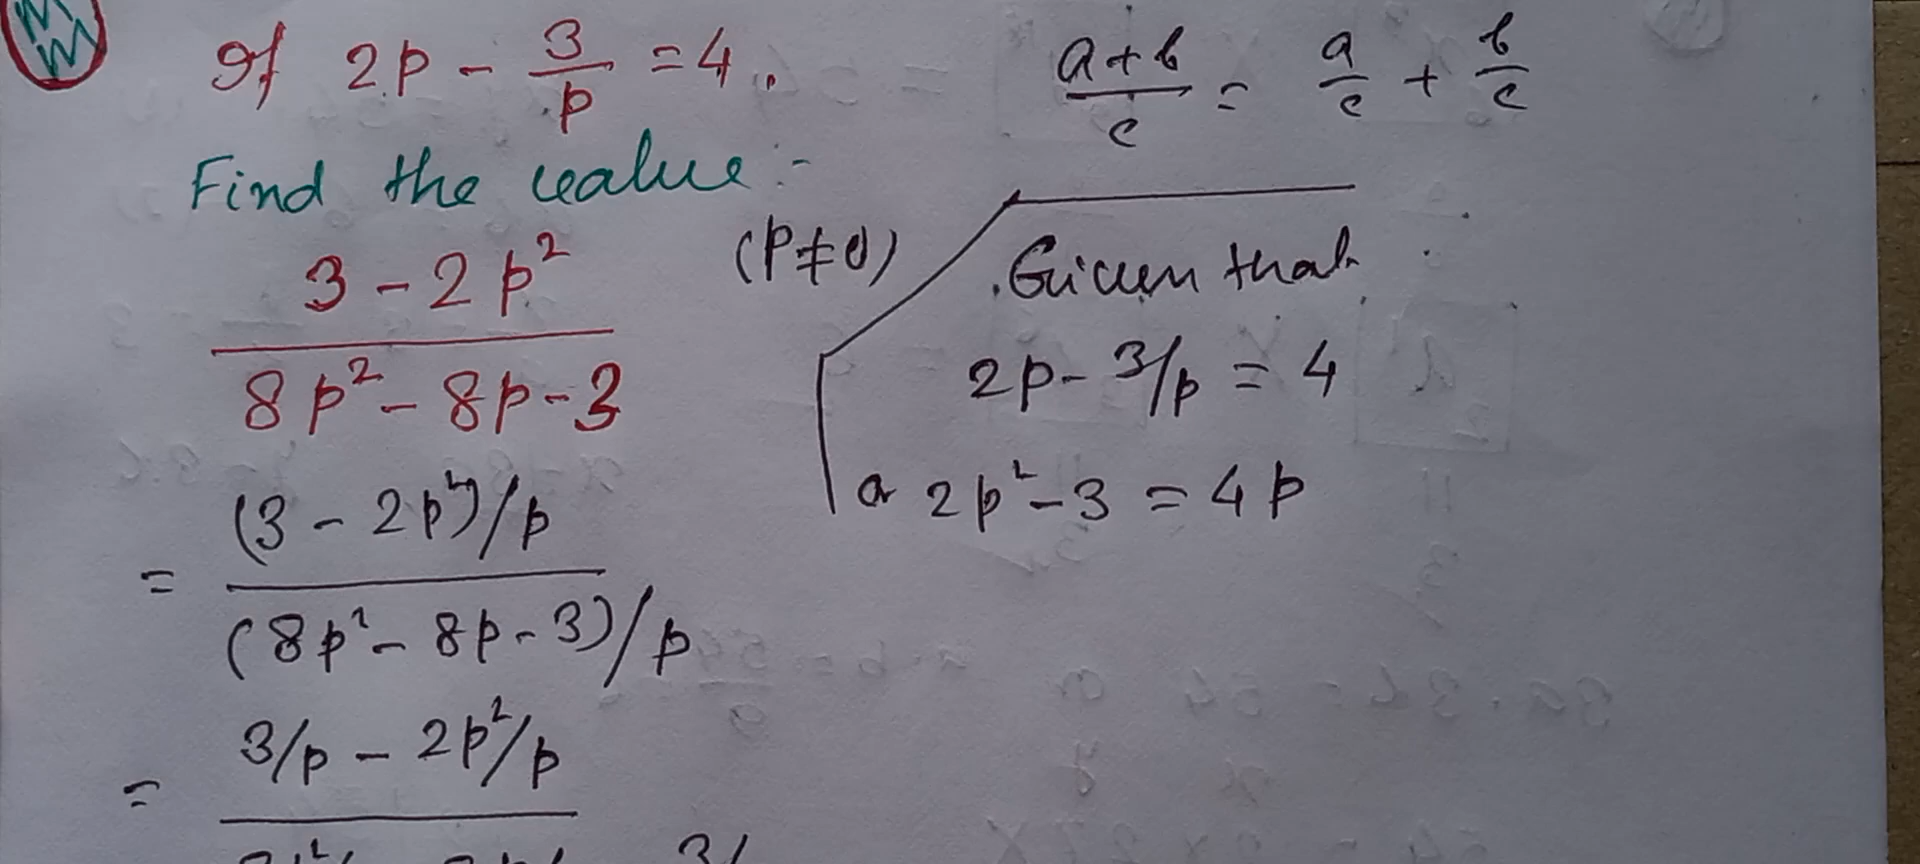 If 2p - 3/p = 4.
a+b/c = a/c + b/c
Find the value :-
3 - 2p²
8p² - 8p - 3
(P≠0)
Given that
2p - 3/p = 4
or 2p² - 3 = 4p
= (3 - 2p²)/p
(8p² - 8p - 3)/p
= 3/p - 2p²/p